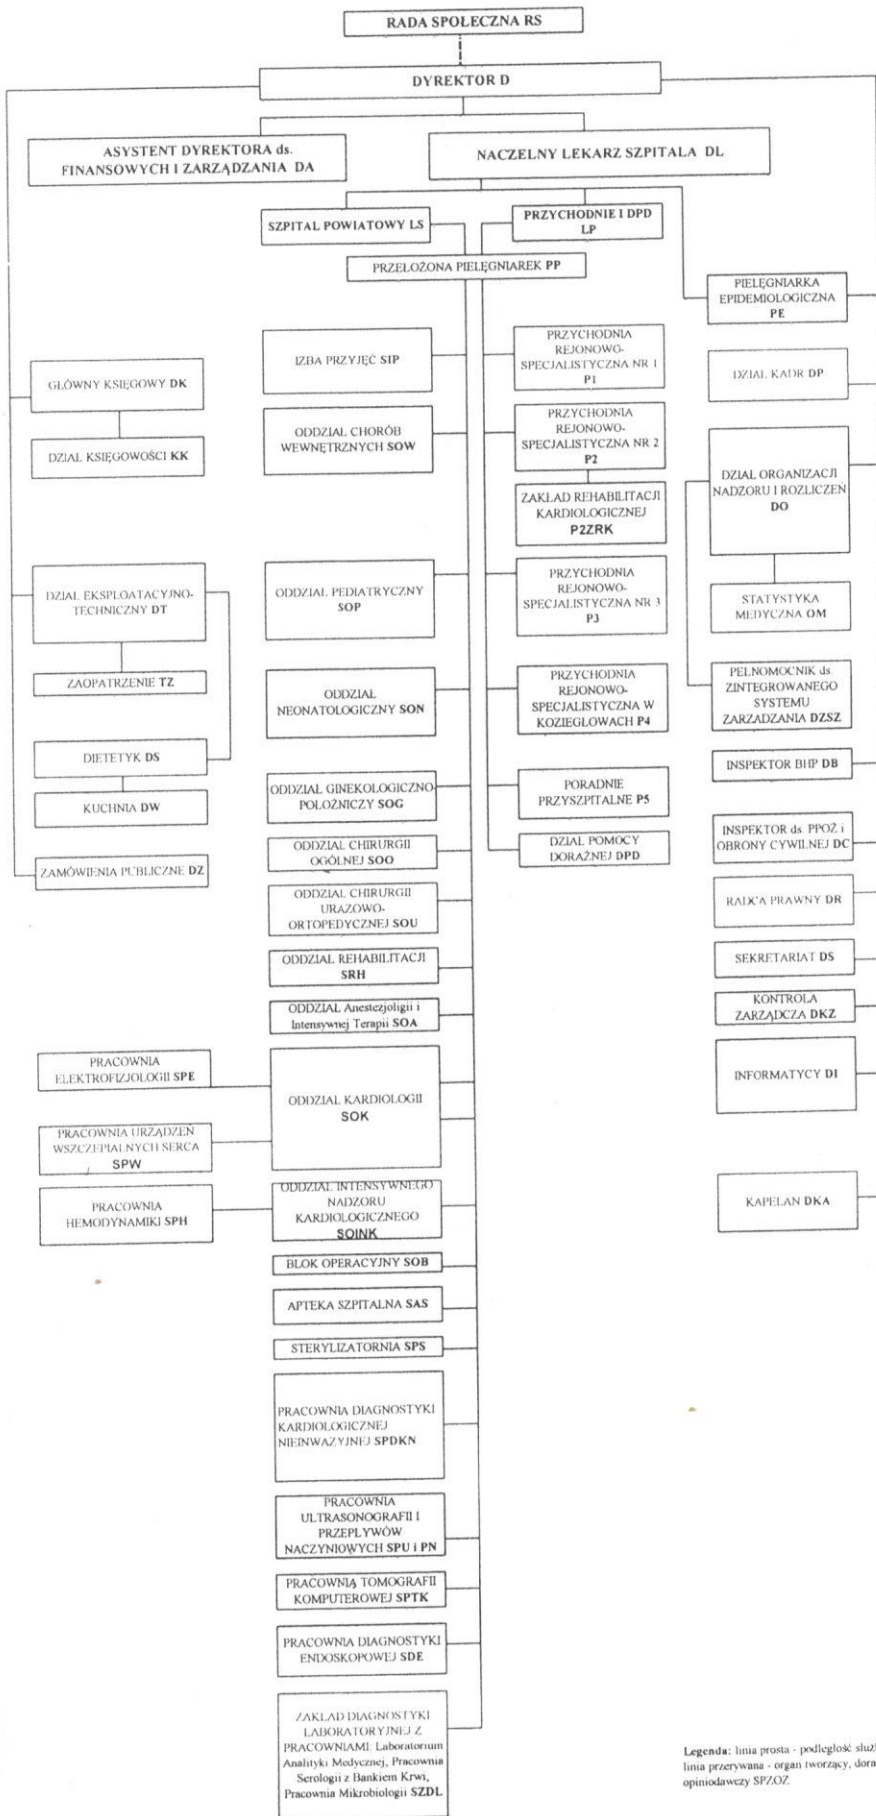 RADA SPOŁECZNA RS
DYREKTOR D
ASYSTENT DYREKTORA ds.
FINANSOWYCH I ZARZĄDZANIA DA
NACZELNY LEKARZ SZPITALA DL
SZPITAL POWIATOWY LS
PRZYCHODNIE I DPD
LP
PRZEŁOŻONA PIELĘGNIAREK PP
PIELĘGNIARKA
EPIDEMIOLOGICZNA
PE
GŁÓWNY KSIĘGOWY DK
DZIAŁ KSIĘGOWOŚCI KK
DZIAŁ EKSPLOATACYJNO-
TECHNICZNY DT
ZAOPATRZENIE TZ
DIETETYK DS
KUCHNIA DW
ZAMÓWIENIA PUBLICZNE DZ
IZBA PRZYJĘĆ SIP
ODDZIAŁ CHORÓB
WEWNĘTRZNYCH SOW
ODDZIAŁ PEDIATRYCZNY
SOP
ODDZIAŁ
NEONATOLOGICZNY SON
ODDZIAŁ GINEKOLOGICZNO-
POŁOŻNICZY SOG
ODDZIAŁ CHIRURGII
OGÓLNEJ SOO
ODDZIAŁ CHIRURGII
URAZOWO-
ORTOPEDYCZNEJ SOU
ODDZIAŁ REHABILITACJI
SRH
ODDZIAŁ Anestezjoligii i
Intensywnej Terapii SOA
PRACOWNIA
ELEKTROFIZJOLOGII SPE
PRACOWNIA URZĄDZEŃ
WSZCZEPIALNYCH SERCA
SPW
ODDZIAŁ KARDIOLOGII
SOK
PRACOWNIA
HEMODYNAMIKI SPH
ODDZIAŁ INTENSYWNEGO
NADZORU
KARDIOLOGICZNEGO
SOINK
BLOK OPERACYJNY SOB
APTEKA SZPITALNA SAS
STERYLIZATORNIA SPS
PRACOWNIA DIAGNOSTYKI
KARDIOLOGICZNEJ
NIEINWAZYJNEJ SPDKN
PRACOWNIA
ULTRASONOGRAFII I
PRZEPŁYWÓW
NACZYNIOWYCH SPU i PN
PRACOWNIĄ TOMOGRAFII
KOMPUTEROWEJ SPTK
PRACOWNIA DIAGNOSTYKI
ENDOSKOPOWEJ SDE
ZAKŁAD DIAGNOSTYKI
LABORATORYJNEJ Z
PRACOWNIAMI: Laboratorium
Analityki Medycznej, Pracownia
Serologii z Bankiem Krwi,
Pracownia Mikrobiologii SZDL
PRZYCHODNIA
REJONOWO-
SPECJALISTYCZNA NR 1
P1
PRZYCHODNIA
REJONOWO-
SPECJALISTYCZNA NR 2
P2
ZAKŁAD REHABILITACJI
KARDIOLOGICZNEJ
P2ZRK
PRZYCHODNIA
REJONOWO-
SPECJALISTYCZNA NR 3
P3
PRZYCHODNIA
REJONOWO-
SPECJALISTYCZNA W
KOZIEGŁOWACH P4
PORADNIE
PRZYSZPITALNE P5
DZIAŁ POMOCY
DORAŹNEJ DPD
DZIAŁ KADR DP
DZIAŁ ORGANIZACJI
NADZORU I ROZLICZEŃ
DO
STATYSTYKA
MEDYCZNA OM
PEŁNOMOCNIK ds.
ZINTEGROWANEGO
SYSTEMU
ZARZADZANIA DZSZ
INSPEKTOR BHP DB
INSPEKTOR ds. PPOŻ i
OBRONY CYWILNEJ DC
RADCA PRAWNY DR
SEKRETARIAT DS
KONTROLA
ZARZĄDCZA DKZ
INFORMATYCY DI
KAPELAN DKA
Legenda: linia prosta - podległość służ
linia przerywana - organ tworzący, dora
opiniodawczy SPZOZ